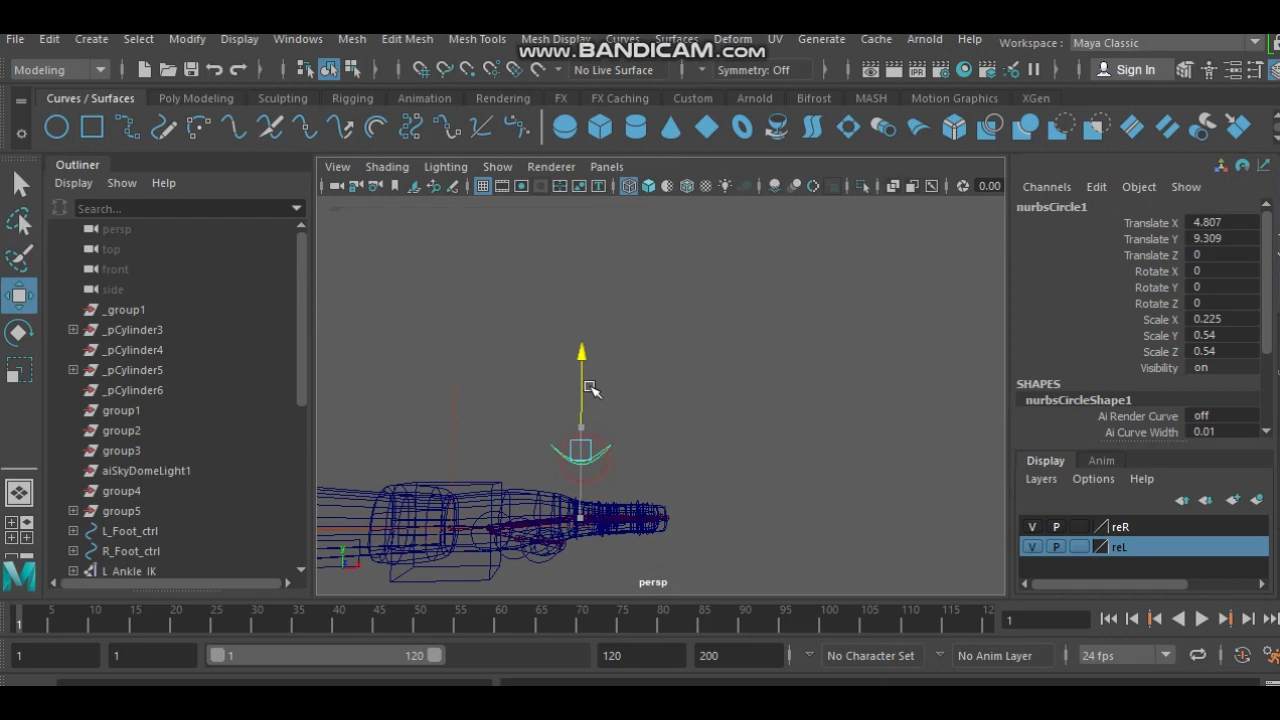 www.BANDICAM.com
File Edit Create Select Modify Display Windows Mesh Edit Mesh Mesh Tools Mesh Display Curves Surfaces Deform UV Generate Cache Arnold Help Workspace : Maya Classic
Modeling No Live Surface Symmetry: Off Sign In
Curves / Surfaces Poly Modeling Sculpting Rigging Animation Rendering FX FX Caching Custom Arnold Bifrost MASH Motion Graphics XGen
IPR
Outliner
Display Show Help
Search...
persp
top
front
side
_group1
_pCylinder3
_pCylinder4
_pCylinder5
_pCylinder6
group1
group2
group3
aiSkyDomeLight1
group4
group5
L_Foot_ctrl
R_Foot_ctrl
L_Ankle_IK
View Shading Lighting Show Renderer Panels
0.00
y
persp
Channels Edit Object Show
nurbsCircle1
Translate X 4.807
Translate Y 9.309
Translate Z 0
Rotate X 0
Rotate Y 0
Rotate Z 0
Scale X 0.225
Scale Y 0.54
Scale Z 0.54
Visibility on
SHAPES
nurbsCircleShape1
Ai Render Curve off
Ai Curve Width 0.01
Display Anim
Layers Options Help
V P reR
V P reL
1 5 10 15 20 25 30 35 40 45 50 55 60 65 70 75 80 85 90 95 100 105 110 115 12
1
1 1 1 120 120 200 No Character Set No Anim Layer 24 fps